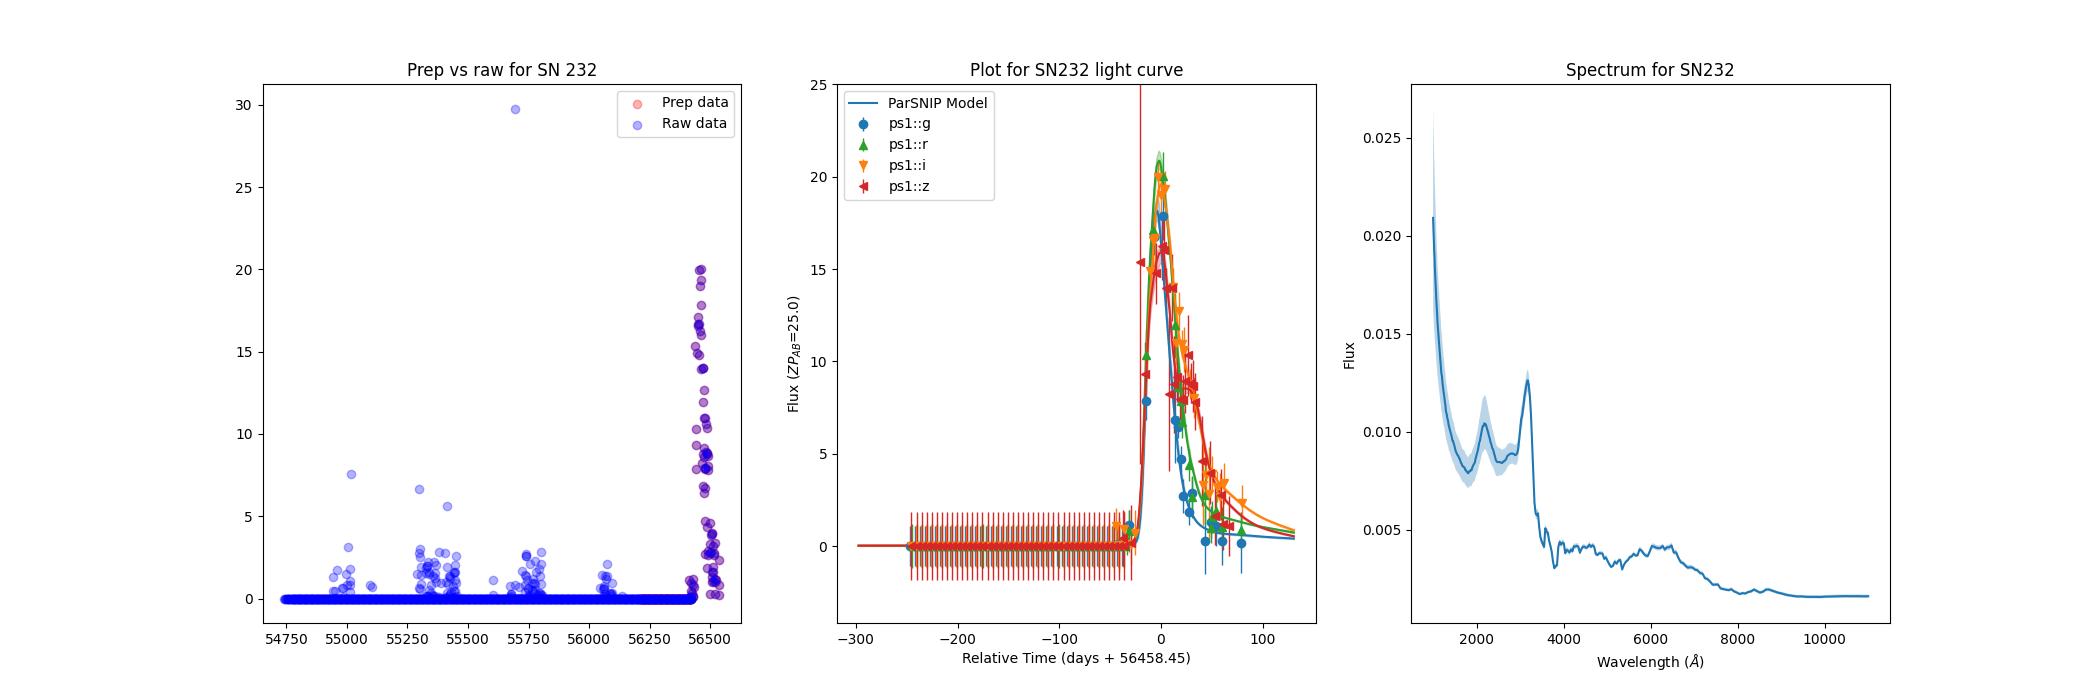 Prep vs raw for SN 232
30
25
20
15
10
5
0
54750 55000 55250 55500 55750 56000 56250 56500
Prep data
Raw data
Plot for SN232 light curve
25
20
15
10
5
0
Flux (ZP_AB=25.0)
−300 −200 −100 0 100
Relative Time (days + 56458.45)
ParSNIP Model
ps1::g
ps1::r
ps1::i
ps1::z
Spectrum for SN232
0.025
0.020
0.015
0.010
0.005
Flux
2000 4000 6000 8000 10000
Wavelength (Å)